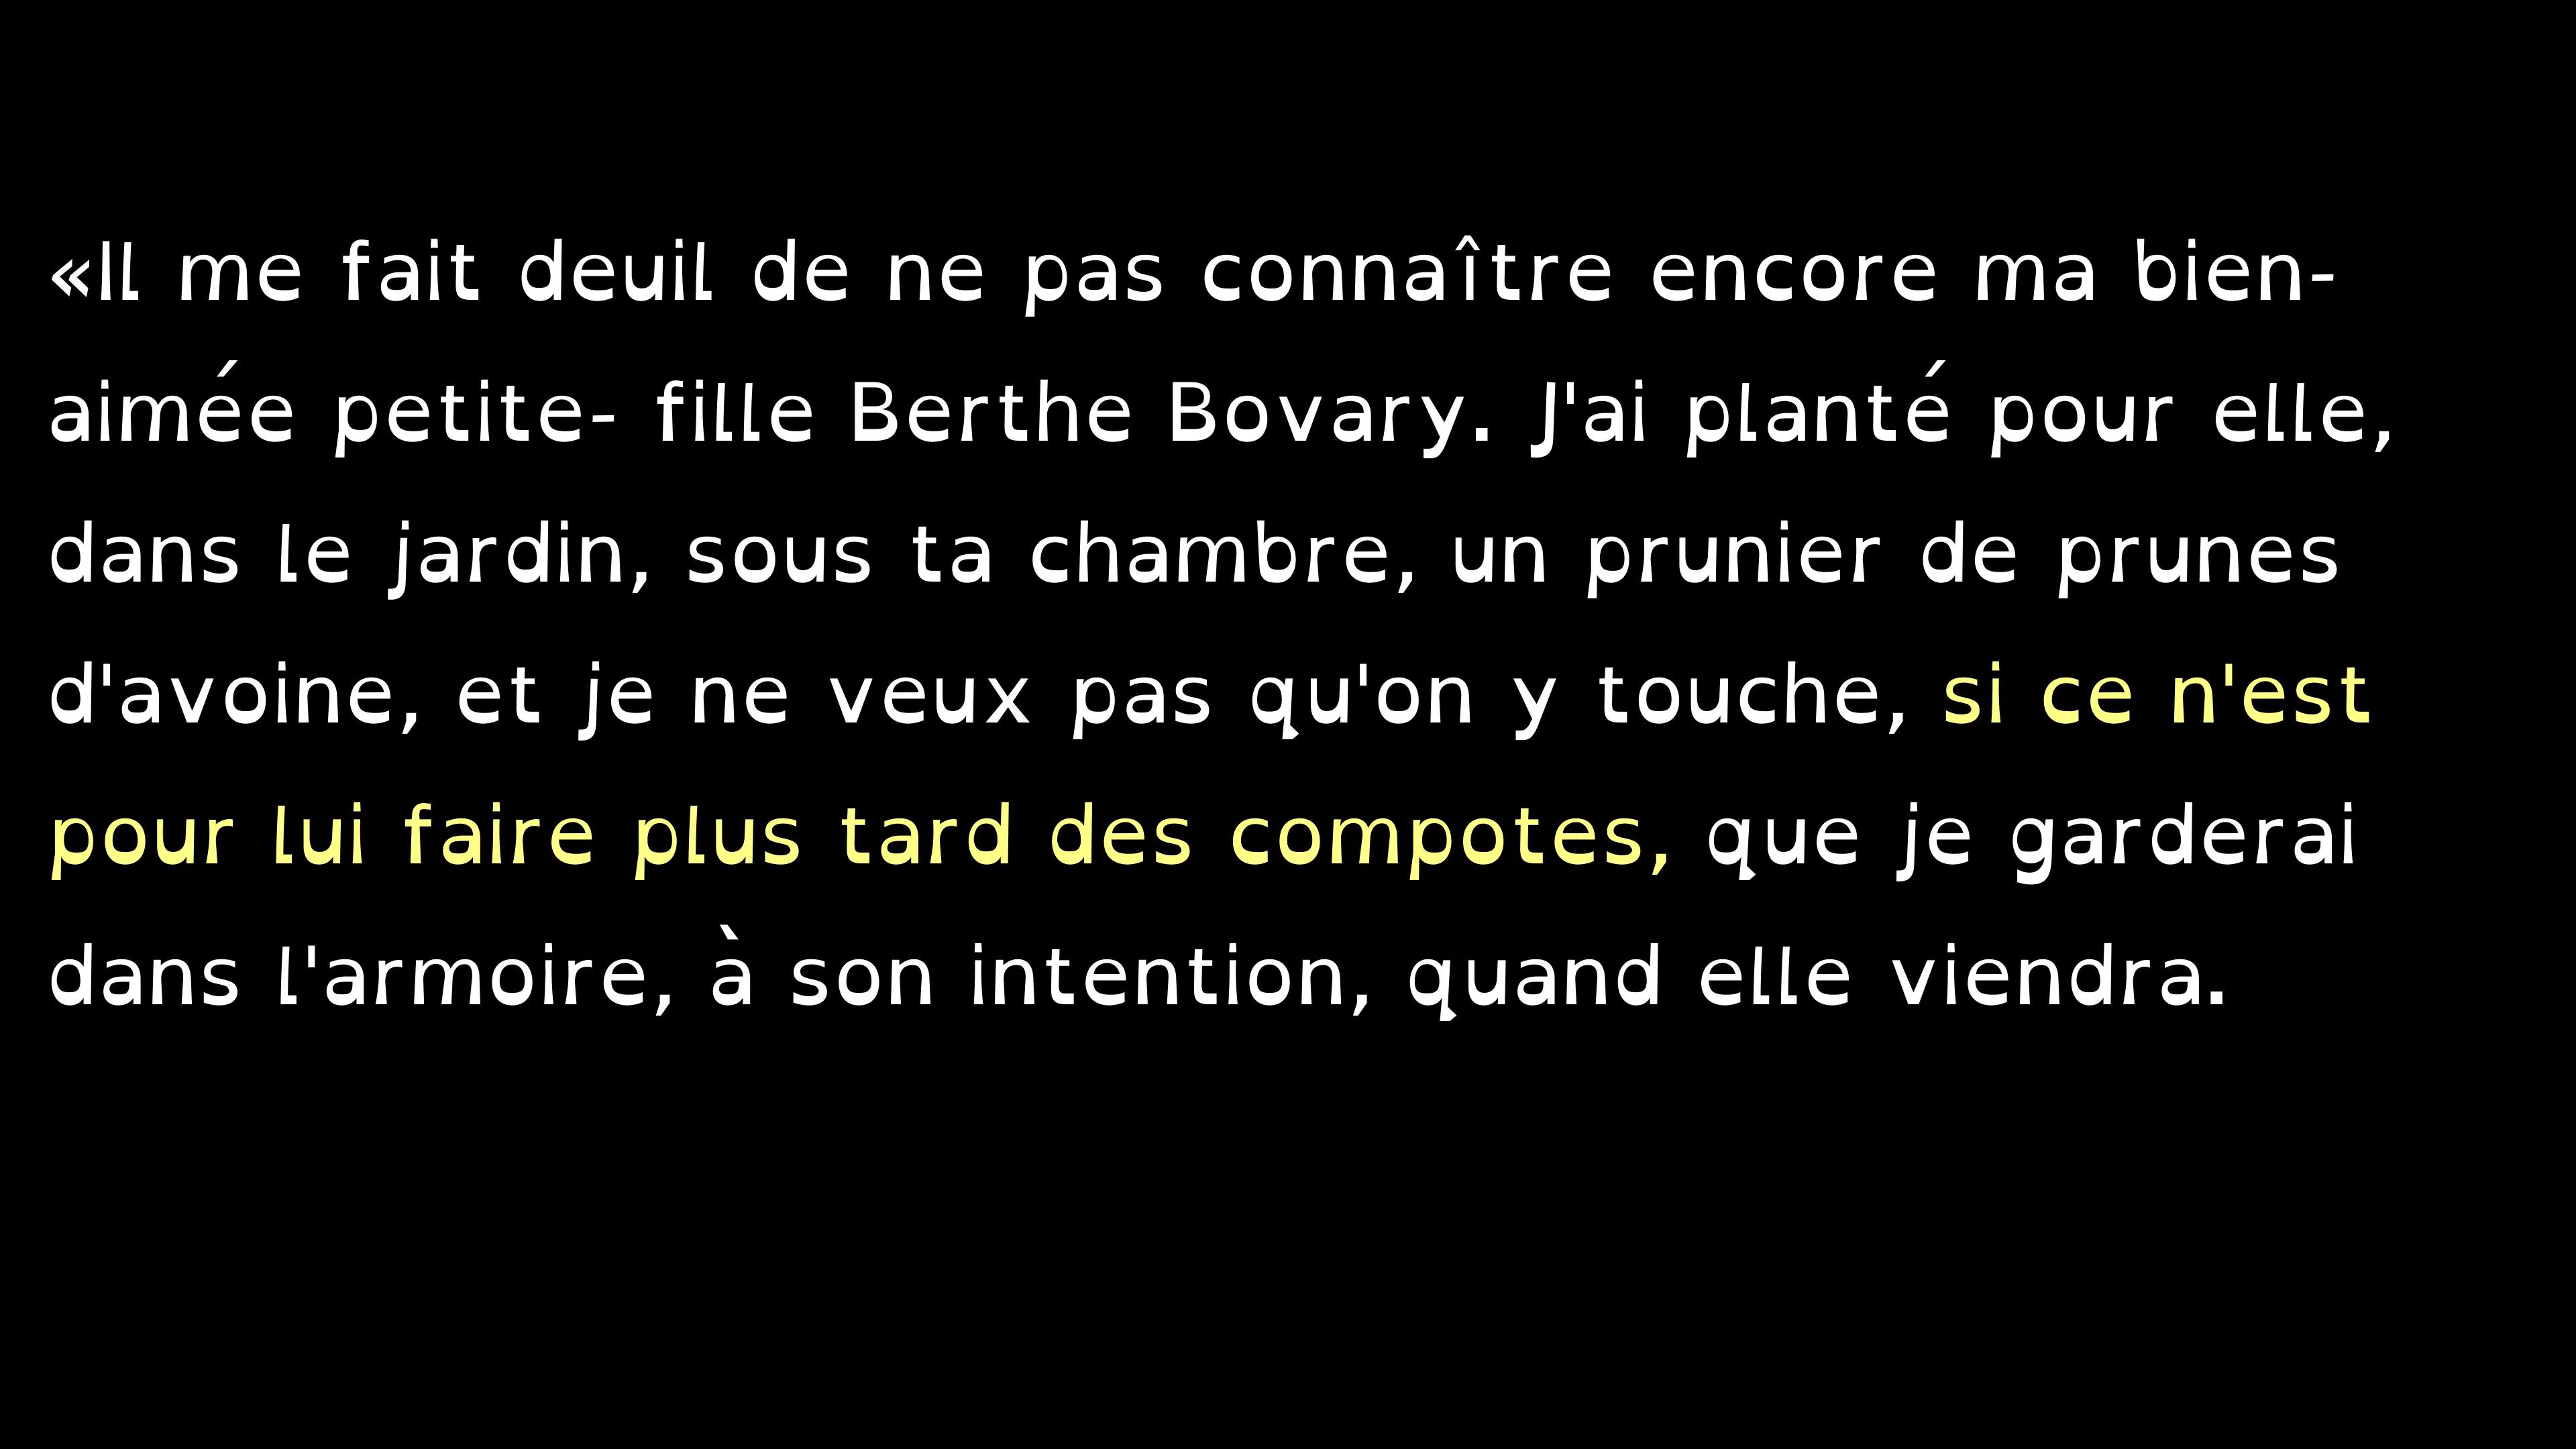 «Il me fait deuil de ne pas connaître encore ma bien-
aimée petite- fille Berthe Bovary. J'ai planté pour elle,
dans le jardin, sous ta chambre, un prunier de prunes
d'avoine, et je ne veux pas qu'on y touche, si ce n'est
pour lui faire plus tard des compotes, que je garderai
dans l'armoire, à son intention, quand elle viendra.